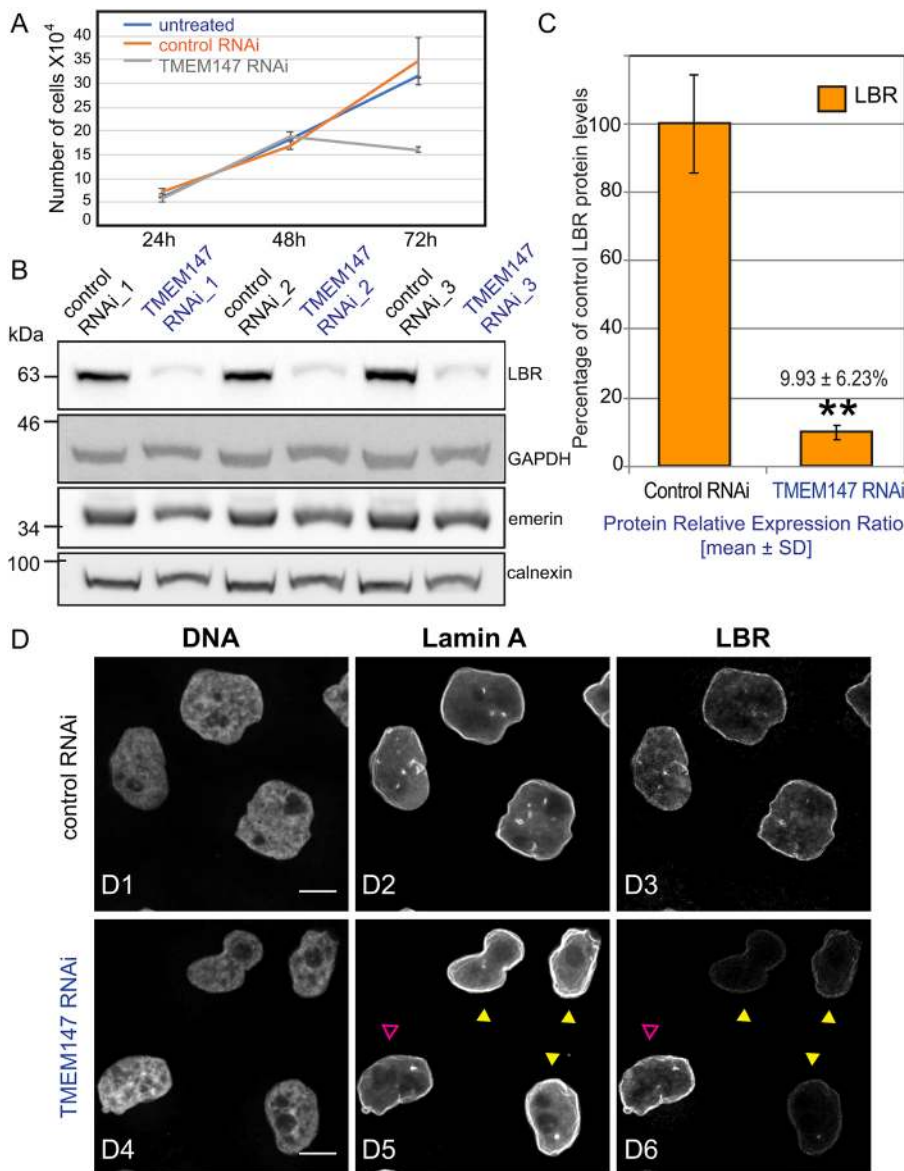 A
Number of cells X10⁴
40
35
30
25
20
15
10
5
0
untreated
control RNAi
TMEM147 RNAi
24h
48h
72h
B
control
RNAi_1
TMEM147
RNAi_1
control
RNAi_2
TMEM147
RNAi_2
control
RNAi_3
TMEM147
RNAi_3
kDa
63
LBR
46
GAPDH
34
emerin
100
calnexin
C
Percentage of control LBR protein levels
100
80
60
40
20
0
LBR
9.93 ± 6.23%
**
Control RNAi
TMEM147 RNAi
Protein Relative Expression Ratio
[mean ± SD]
D
DNA
Lamin A
LBR
control RNAi
D1
D2
D3
TMEM147 RNAi
D4
D5
D6